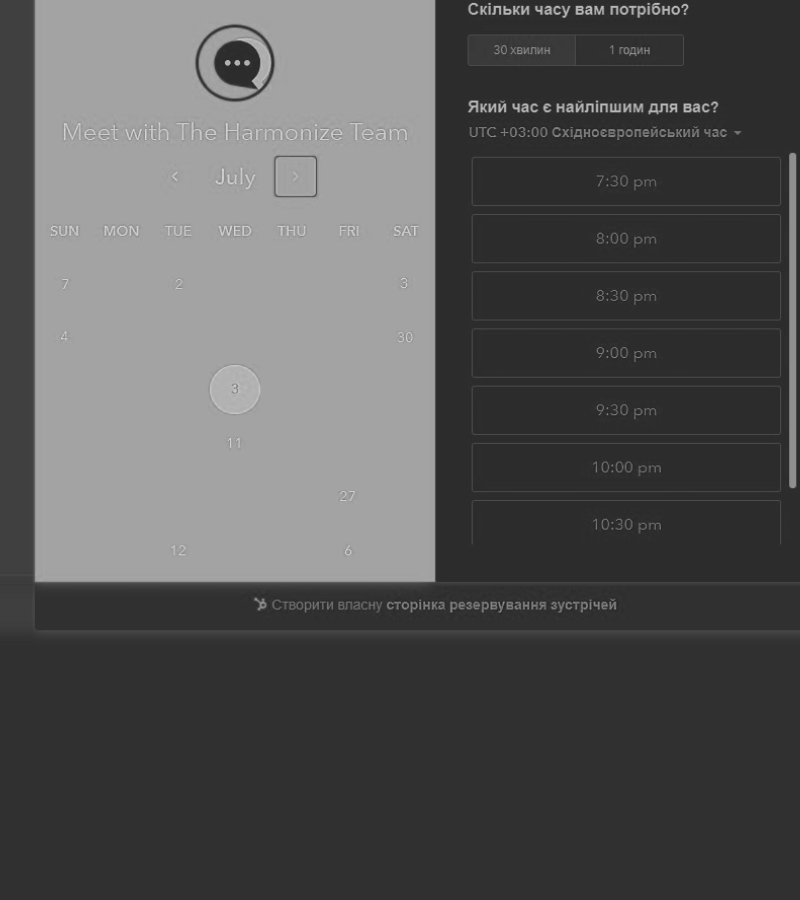 Meet with The Harmonize Team
July
SUN MON TUE WED THU FRI SAT
7 2 3
4 30
3
11
27
12 6
Скільки часу вам потрібно?
30 хвилин 1 годин
Який час є найліпшим для вас?
UTC +03:00 Східноєвропейський час
7:30 pm
8:00 pm
8:30 pm
9:00 pm
9:30 pm
10:00 pm
10:30 pm
Створити власну сторінка резервування зустрічей